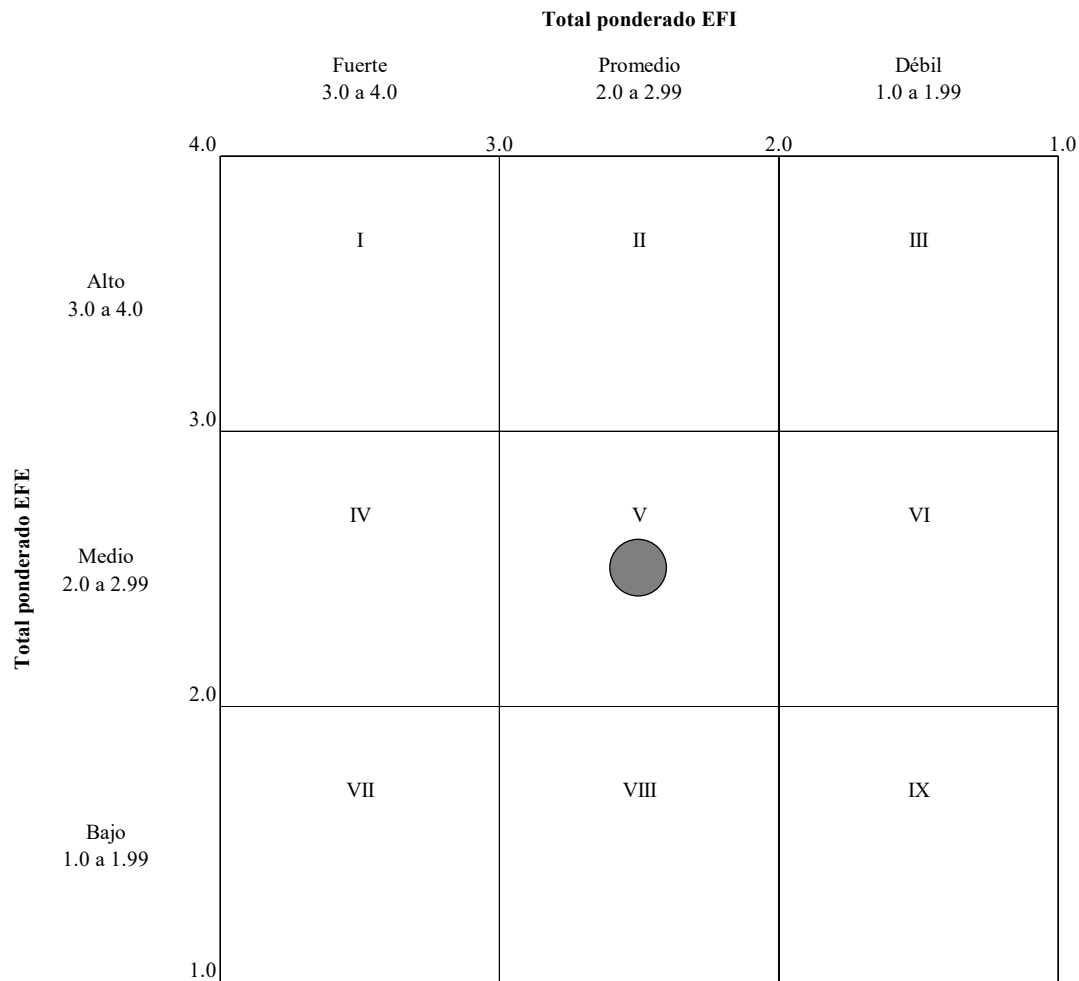 Total ponderado EFI
Fuerte
3.0 a 4.0
Promedio
2.0 a 2.99
Débil
1.0 a 1.99
4.0
3.0
2.0
1.0
I
II
III
Alto
3.0 a 4.0
3.0
Total ponderado EFE
IV
V
VI
Medio
2.0 a 2.99
2.0
VII
VIII
IX
Bajo
1.0 a 1.99
1.0